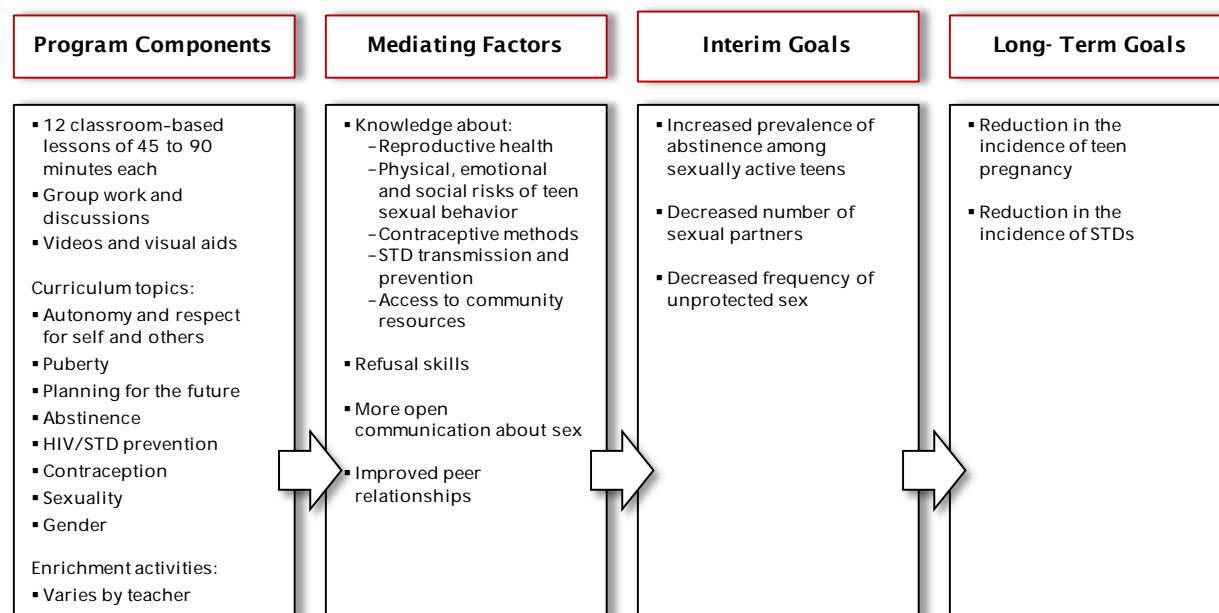 Program Components
▪ 12 classroom-based
lessons of 45 to 90
minutes each
▪ Group work and
discussions
▪ Videos and visual aids
Curriculum topics:
▪ Autonomy and respect
for self and others
▪ Puberty
▪ Planning for the future
▪ Abstinence
▪ HIV/STD prevention
▪ Contraception
▪ Sexuality
▪ Gender
Enrichment activities:
▪ Varies by teacher
Mediating Factors
▪ Knowledge about:
–Reproductive health
–Physical, emotional
and social risks of teen
sexual behavior
–Contraceptive methods
–STD transmission and
prevention
–Access to community
resources
▪ Refusal skills
▪ More open
communication about sex
▪ Improved peer
relationships
Interim Goals
▪ Increased prevalence of
abstinence among
sexually active teens
▪ Decreased number of
sexual partners
▪ Decreased frequency of
unprotected sex
Long- Term Goals
▪ Reduction in the
incidence of teen
pregnancy
▪ Reduction in the
incidence of STDs